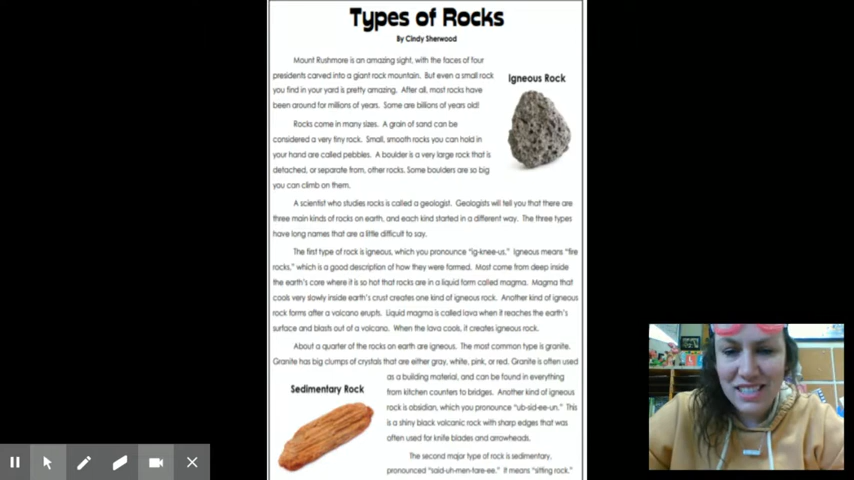 Types of Rocks
By Cindy Sherwood
Mount Rushmore is an amazing sight, with the faces of four
presidents carved into a giant rock mountain. But even a small rock
you find in your yard is pretty amazing. After all, most rocks have
been around for millions of years. Some are billions of years old!
Igneous Rock
Rocks come in many sizes. A grain of sand can be
considered a very tiny rock. Small, smooth rocks you can hold in
your hand are called pebbles. A boulder is a very large rock that is
detached, or separate from, other rocks. Some boulders are so big
you can climb on them.
A scientist who studies rocks is called a geologist. Geologists will tell you that there are
three main kinds of rocks on earth, and each kind started in a different way. The three types
have long names that are a little difficult to say.
The first type of rock is igneous, which you pronounce "ig-knee-us." Igneous means "fire
rocks," which is a good description of how they were formed. Most come from deep inside
the earth's core where it is so hot that rocks are in a liquid form called magma. Magma that
cools very slowly inside earth's crust creates one kind of igneous rock. Another kind of igneous
rock forms after a volcano erupts. Liquid magma is called lava when it reaches the earth's
surface and blasts out of a volcano. When the lava cools, it creates igneous rock.
About a quarter of the rocks on earth are igneous. The most common type is granite.
Granite has big clumps of crystals that are either gray, white, pink, or red. Granite is often used
as a building material, and can be found in everything
from kitchen counters to bridges. Another kind of igneous
rock is obsidian, which you pronounce "ub-sid-ee-un." This
is a shiny black volcanic rock with sharp edges that was
often used for knife blades and arrowheads.
Sedimentary Rock
The second major type of rock is sedimentary,
pronounced "said-uh-men-tare-ee." It means "sitting rock."